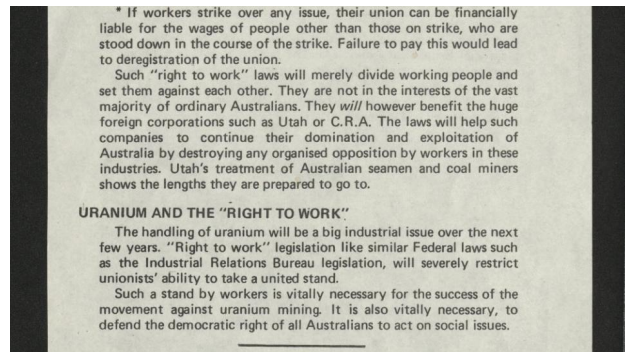 * If workers strike over any issue, their union can be financially
liable for the wages of people other than those on strike, who are
stood down in the course of the strike. Failure to pay this would lead
to deregistration of the union.
Such "right to work" laws will merely divide working people and
set them against each other. They are not in the interests of the vast
majority of ordinary Australians. They will however benefit the huge
foreign corporations such as Utah or C.R.A. The laws will help such
companies to continue their domination and exploitation of
Australia by destroying any organised opposition by workers in these
industries. Utah's treatment of Australian seamen and coal miners
shows the lengths they are prepared to go to.
URANIUM AND THE "RIGHT TO WORK"
The handling of uranium will be a big industrial issue over the next
few years. "Right to work" legislation like similar Federal laws such
as the Industrial Relations Bureau legislation, will severely restrict
unionists' ability to take a united stand.
Such a stand by workers is vitally necessary for the success of the
movement against uranium mining. It is also vitally necessary, to
defend the democratic right of all Australians to act on social issues.